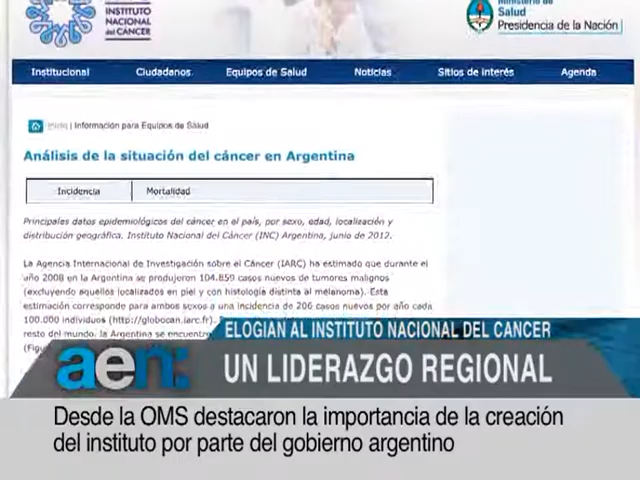 INSTITUTO
NACIONAL
del CÁNCER
Ministerio de
Salud
Presidencia de la Nación
Institucional Ciudadanos Equipos de Salud Noticias Sitios de interés Agenda
Inicio | Información para Equipos de Salud
Análisis de la situación del cáncer en Argentina
Incidencia Mortalidad
Principales datos epidemiológicos del cáncer en el país, por sexo, edad, localización y
distribución geográfica. Instituto Nacional del Cáncer (INC) Argentina, junio de 2012.
La Agencia Internacional de Investigación sobre el Cáncer (IARC) ha estimado que durante el
año 2008 en la Argentina se produjeron 104.859 casos nuevos de tumores malignos
(excluyendo aquellos localizados en piel y con histología distinta al melanoma). Esta
estimación corresponde para ambos sexos a una incidencia de 206 casos nuevos por año cada
100.000 individuos (http://globocan.iarc.fr).
resto del mundo, la Argentina se encuentr
(Figu
ELOGIAN AL INSTITUTO NACIONAL DEL CANCER
aen:
UN LIDERAZGO REGIONAL
Desde la OMS destacaron la importancia de la creación
del instituto por parte del gobierno argentino